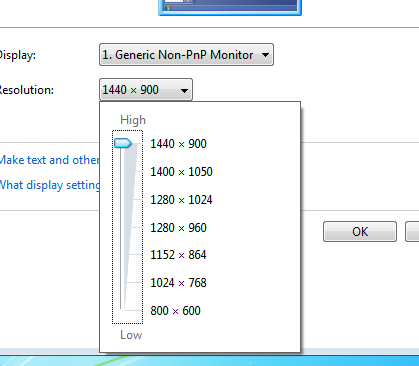 Display: 1. Generic Non-PnP Monitor
Resolution: 1440 × 900
High
1440 × 900
1400 × 1050
1280 × 1024
1280 × 960
1152 × 864
1024 × 768
800 × 600
Low
Make text and other
What display setting
OK